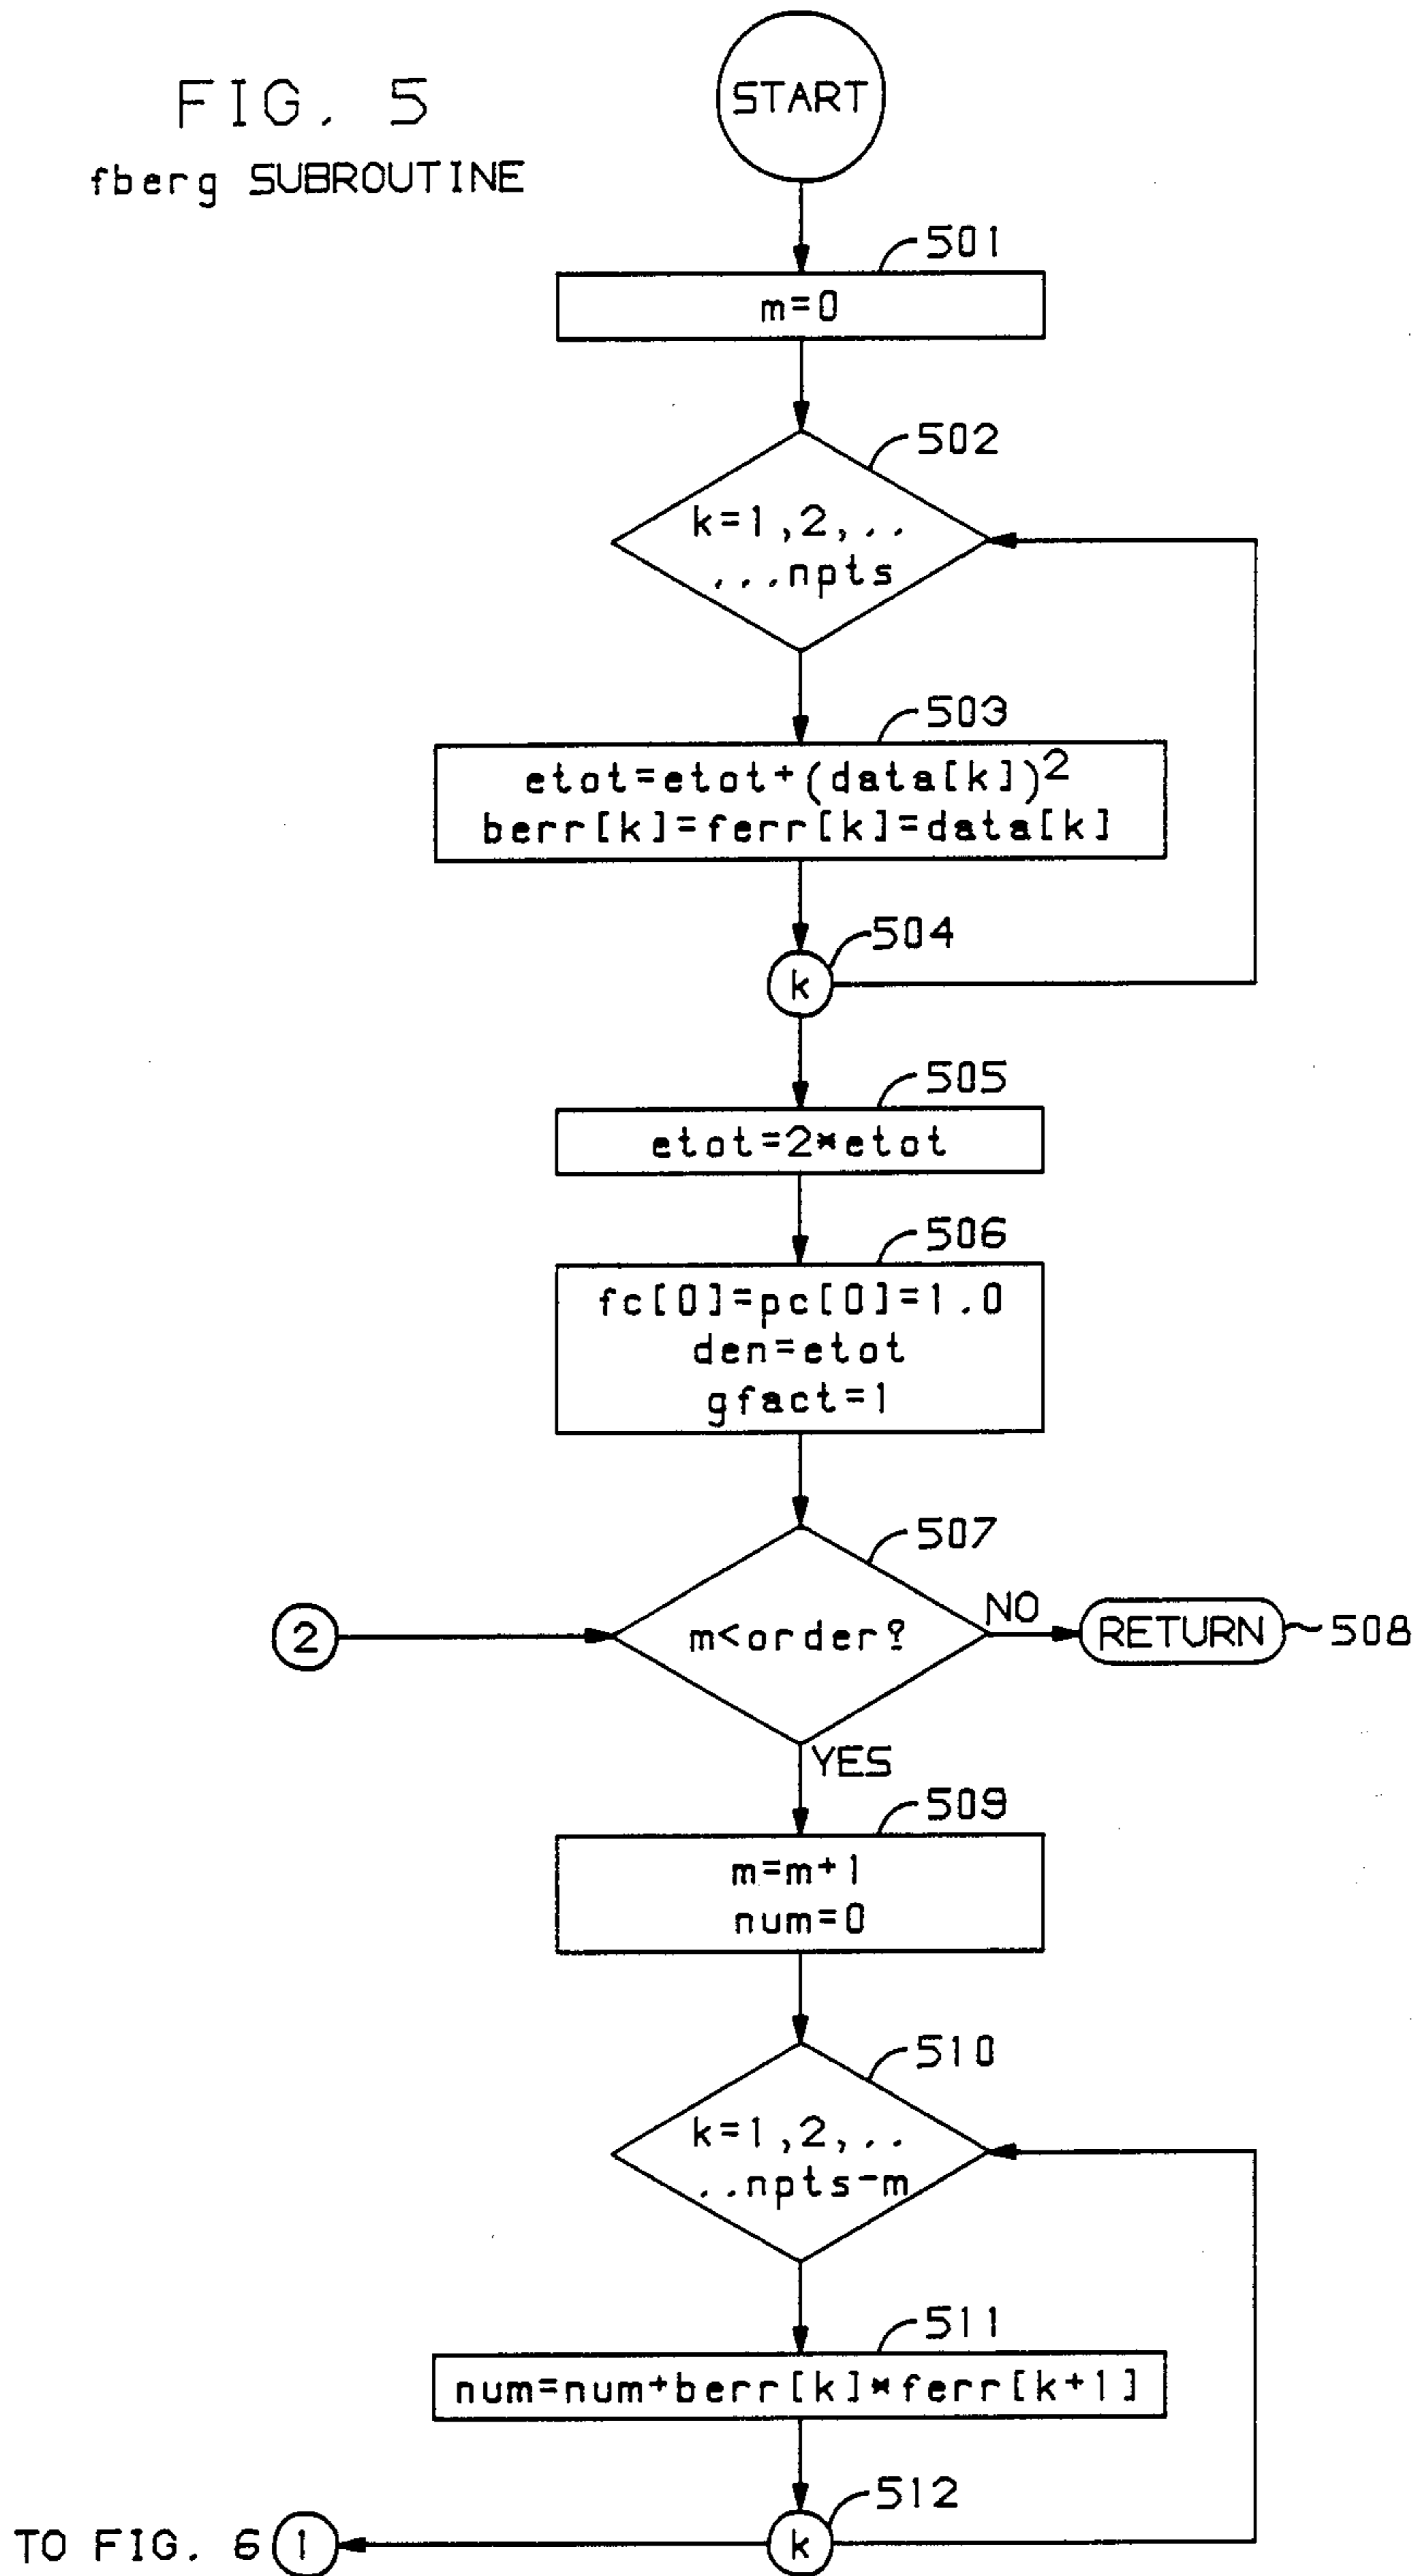 FIG. 5
fberg SUBROUTINE
START
501
m=0
502
k=1,2,..
...npts
503
etot=etot+(data[k])²
berr[k]=ferr[k]=data[k]
504
k
505
etot=2*etot
506
fc[0]=pc[0]=1.0
den=etot
gfact=1
507
2
m<order?
NO
RETURN
508
YES
509
m=m+1
num=0
510
k=1,2,..
..npts-m
511
num=num+berr[k]*ferr[k+1]
512
k
TO FIG. 6
1